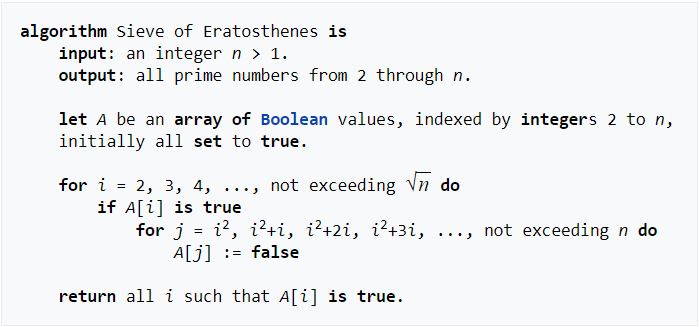 algorithm Sieve of Eratosthenes is
input: an integer n > 1.
output: all prime numbers from 2 through n.
let A be an array of Boolean values, indexed by integers 2 to n,
initially all set to true.
for i = 2, 3, 4, ..., not exceeding √n do
if A[i] is true
for j = i², i²+i, i²+2i, i²+3i, ..., not exceeding n do
A[j] := false
return all i such that A[i] is true.